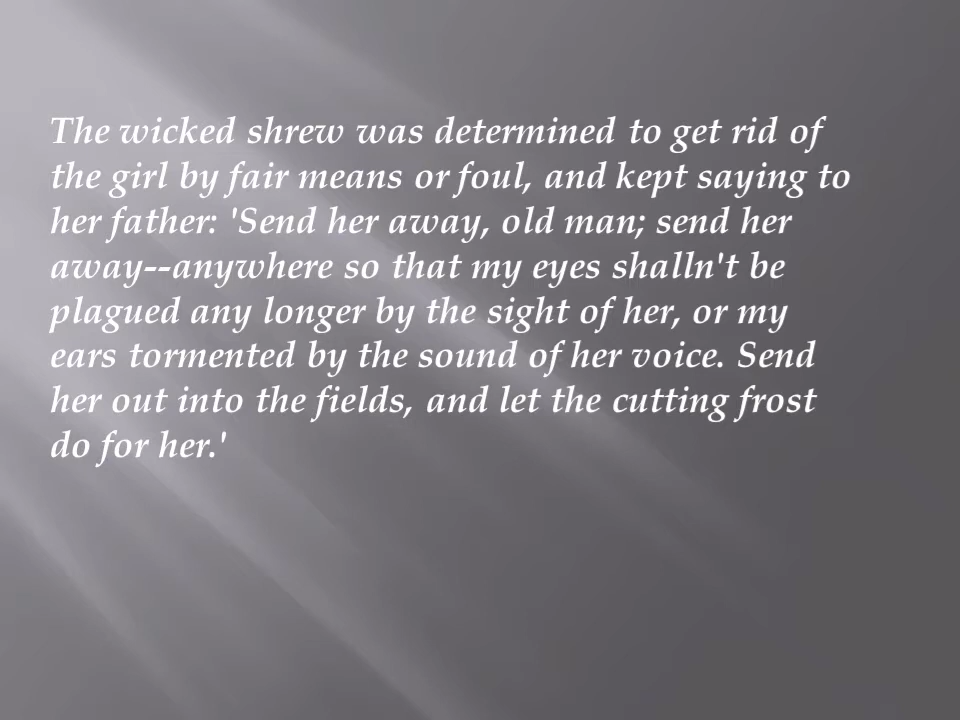 The wicked shrew was determined to get rid of
the girl by fair means or foul, and kept saying to
her father: 'Send her away, old man; send her
away--anywhere so that my eyes shalln't be
plagued any longer by the sight of her, or my
ears tormented by the sound of her voice. Send
her out into the fields, and let the cutting frost
do for her.'